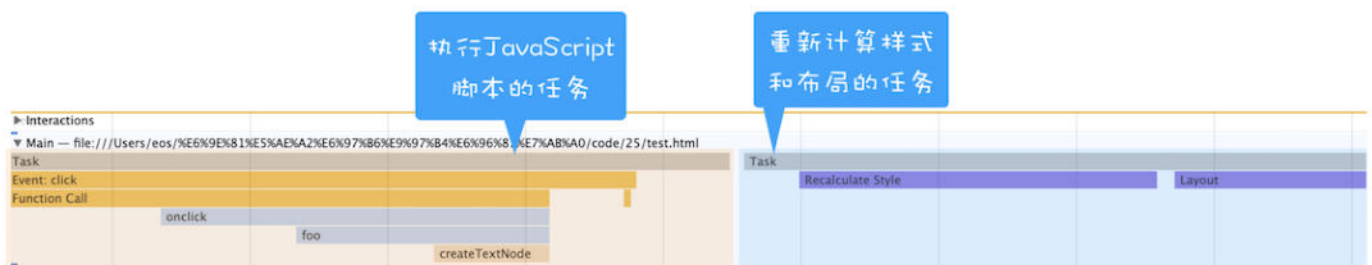 执行JavaScript
脚本的任务
重新计算样式
和布局的任务
Interactions
Main — file:///Users/eos/%E6%9E%81%E5%AE%A2%E6%97%B6%E9%97%B4%E6%96%8 %E7%AB%A0/code/25/test.html
Task
Task
Event: click
Recalculate Style
Layout
Function Call
onclick
foo
createTextNode